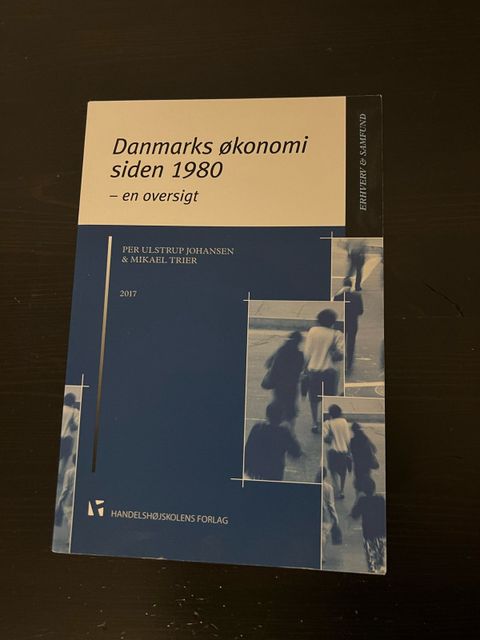 Danmarks økonomi
siden 1980
– en oversigt
ERHVERV & SAMFUND
PER ULSTRUP JOHANSEN
& MIKAEL TRIER
2017
HANDELSHØJSKOLENS FORLAG